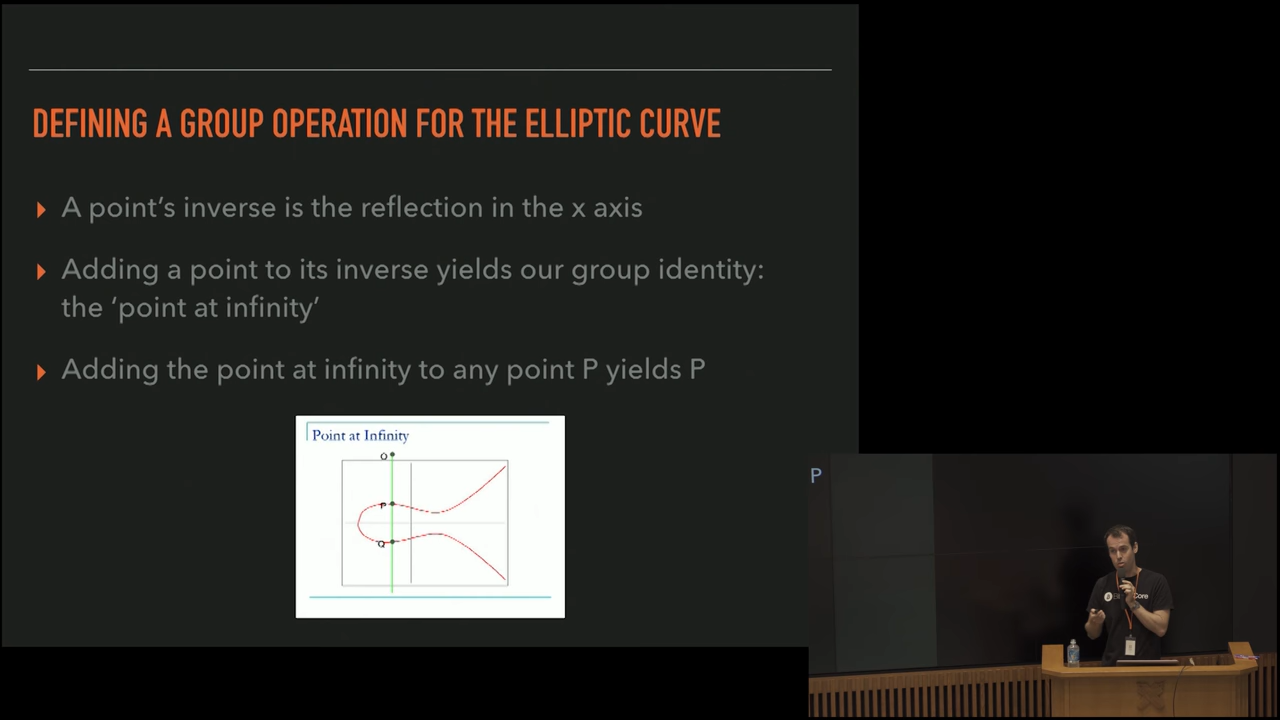 DEFINING A GROUP OPERATION FOR THE ELLIPTIC CURVE
A point's inverse is the reflection in the x axis
Adding a point to its inverse yields our group identity:
the ‘point at infinity’
Adding the point at infinity to any point P yields P
Point at Infinity
O
P
Q
P
Core